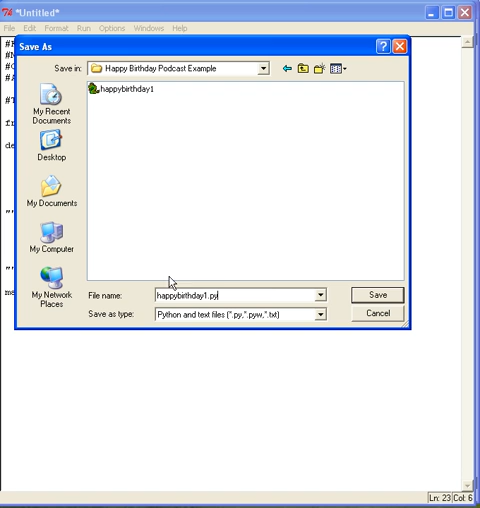 *Untitled*
File Edit Format Run Options Windows Help
Save As
Save in: Happy Birthday Podcast Example
happybirthday1
My Recent
Documents
Desktop
My Documents
My Computer
My Network
Places
File name: happybirthday1.py
Save as type: Python and text files (*.py,*.pyw,*.txt)
Save
Cancel
Ln: 23 Col: 6